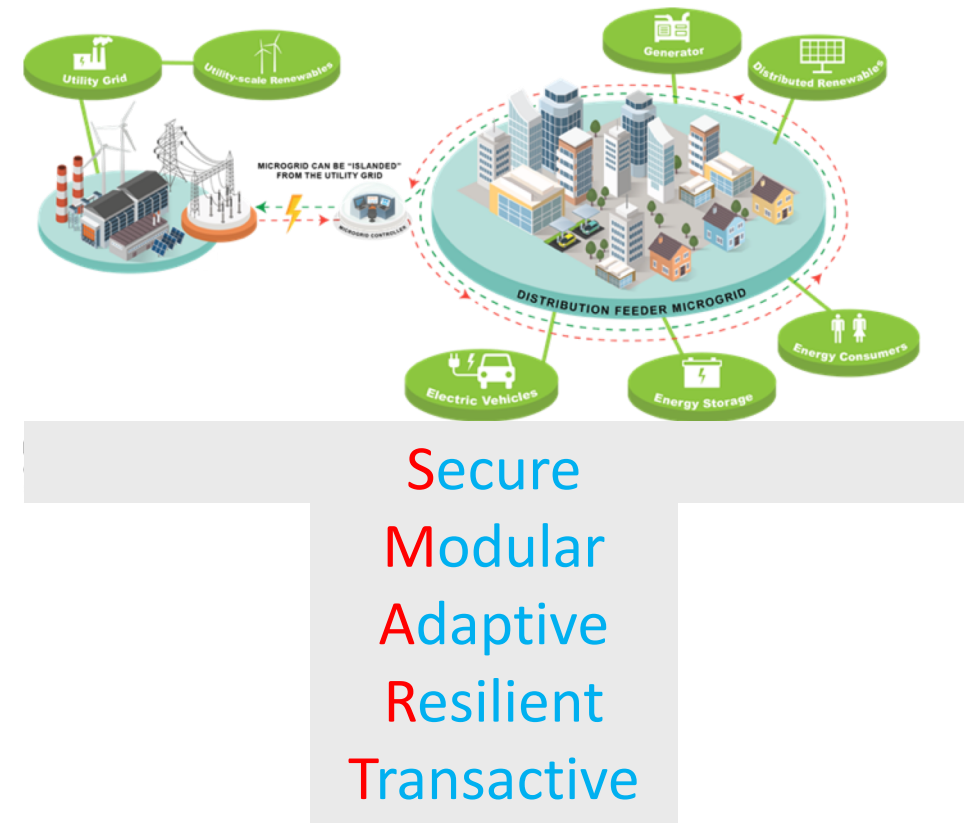 Utility Grid
Utility-scale Renewables
Generator
Distributed Renewables
MICROGRID CAN BE "ISLANDED"
FROM THE UTILITY GRID
MICROGRID CONTROLLER
DISTRIBUTION FEEDER MICROGRID
Energy Consumers
Electric Vehicles
Energy Storage
Secure
Modular
Adaptive
Resilient
Transactive